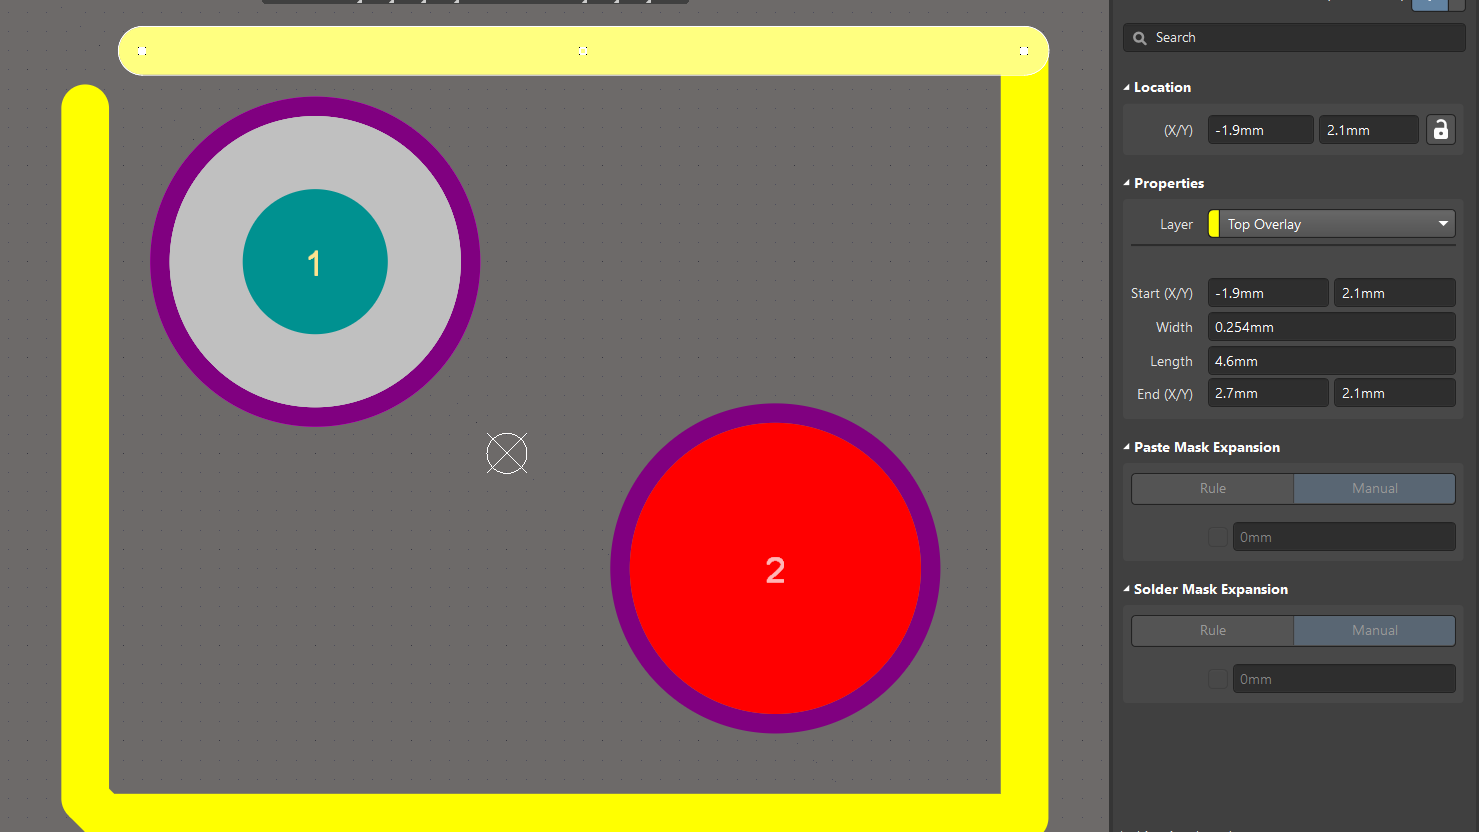 Search
Location
(X/Y) -1.9mm 2.1mm
Properties
Layer Top Overlay
Start (X/Y) -1.9mm 2.1mm
Width 0.254mm
Length 4.6mm
End (X/Y) 2.7mm 2.1mm
Paste Mask Expansion
Rule Manual
0mm
Solder Mask Expansion
Rule Manual
0mm
1
2